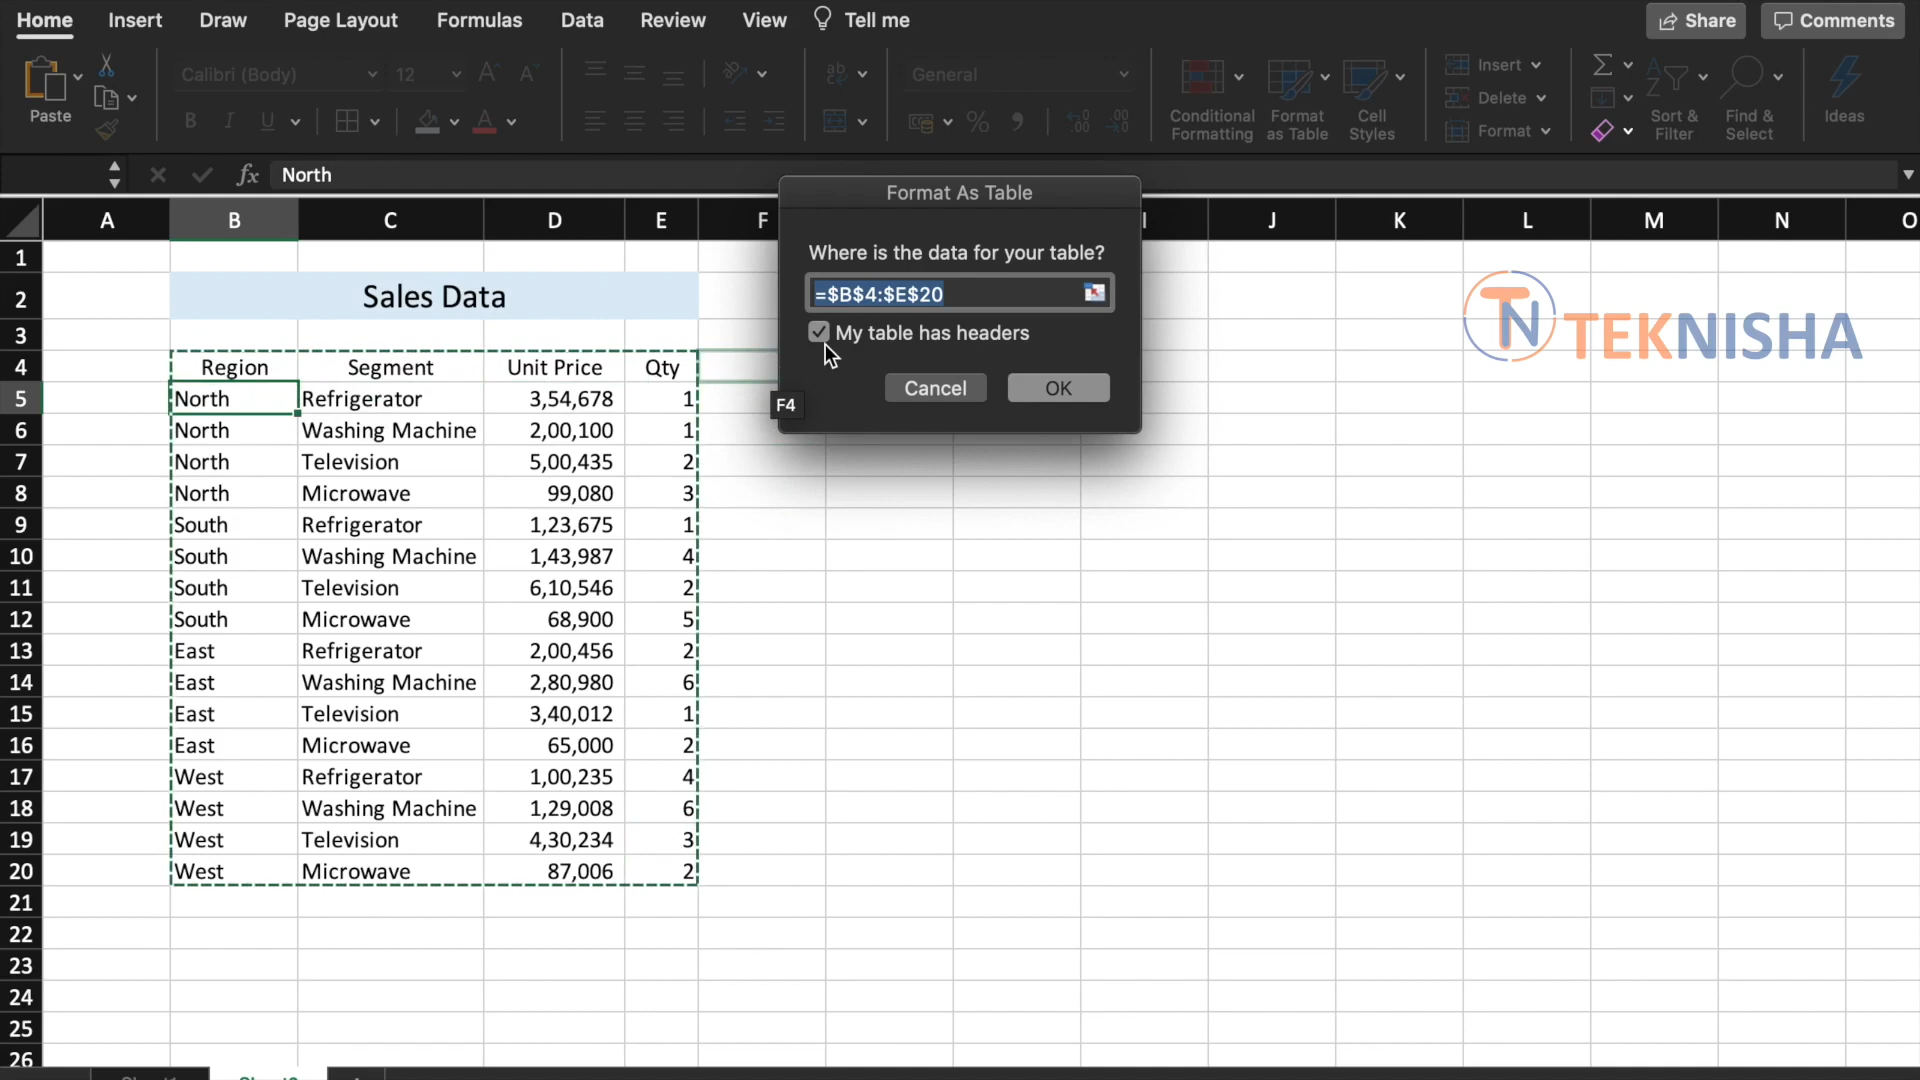 Home Insert Draw Page Layout Formulas Data Review View Tell me Share Comments
Paste Calibri (Body) 12 A A ab General Conditional Formatting Format as Table Cell Styles Insert Delete Format Sort & Filter Find & Select Ideas
B I U A % .00
fx North
A B C D E F I J K L M N O
Format As Table
Where is the data for your table?
=$B$4:$E$20
My table has headers
Cancel OK
F4
TN TEKNISHA
1
2 Sales Data
3
4 Region Segment Unit Price Qty
5 North Refrigerator 3,54,678 1
6 North Washing Machine 2,00,100 1
7 North Television 5,00,435 2
8 North Microwave 99,080 3
9 South Refrigerator 1,23,675 1
10 South Washing Machine 1,43,987 4
11 South Television 6,10,546 2
12 South Microwave 68,900 5
13 East Refrigerator 2,00,456 2
14 East Washing Machine 2,80,980 6
15 East Television 3,40,012 1
16 East Microwave 65,000 2
17 West Refrigerator 1,00,235 4
18 West Washing Machine 1,29,008 6
19 West Television 4,30,234 3
20 West Microwave 87,006 2
21
22
23
24
25
26